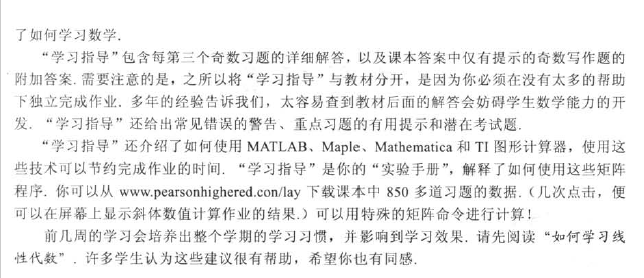 了如何学习数学.
“学习指导”包含每第三个奇数习题的详细解答，以及课本答案中仅有提示的奇数写作题的
附加答案. 需要注意的是，之所以将“学习指导”与教材分开，是因为你必须在没有太多的帮助
下独立完成作业. 多年的经验告诉我们，太容易查到教材后面的解答会妨碍学生数学能力的开
发. “学习指导”还给出常见错误的警告、重点习题的有用提示和潜在考试题.
“学习指导”还介绍了如何使用 MATLAB、Maple、Mathematica 和 TI 图形计算器，使用这
些技术可以节约完成作业的时间. “学习指导”是你的“实验手册”，解释了如何使用这些矩阵
程序. 你可以从 www.pearsonhighered.con/lay 下载课本中 850 多道习题的数据.（几次点击，便
可以在屏幕上显示斜体数值计算作业的结果.）可以用特殊的矩阵命令进行计算！
前几周的学习会培养出整个学期的学习习惯，并影响到学习效果. 请先阅读“如何学习线
性代数”. 许多学生认为这些建议很有帮助，希望你也有同感.